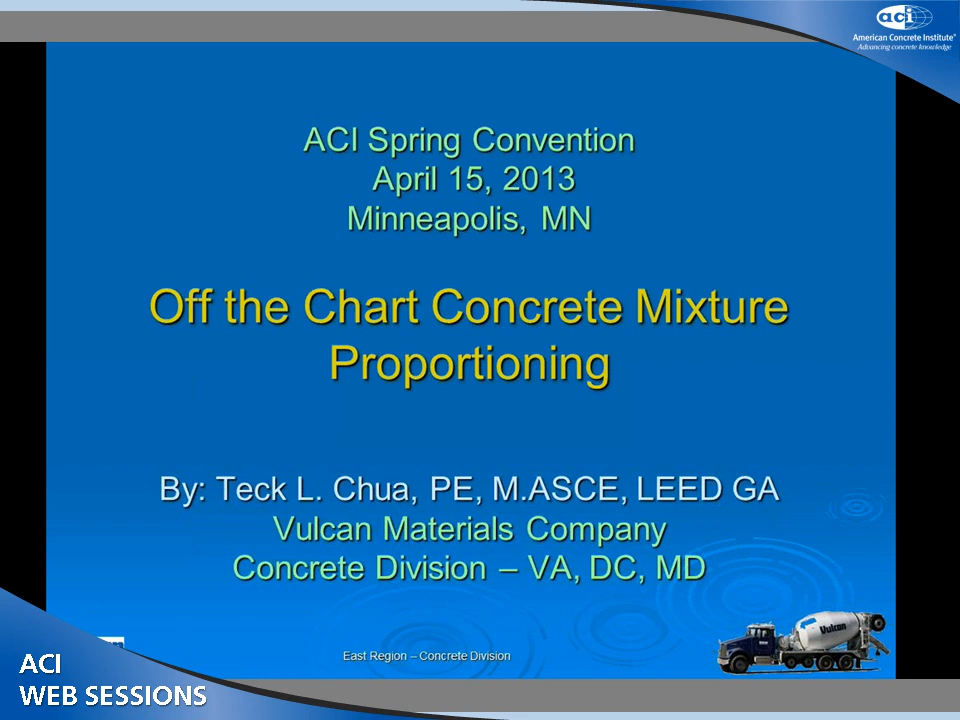 aci
American Concrete Institute®
Advancing concrete knowledge
ACI Spring Convention
April 15, 2013
Minneapolis, MN
Off the Chart Concrete Mixture
Proportioning
By: Teck L. Chua, PE, M.ASCE, LEED GA
Vulcan Materials Company
Concrete Division – VA, DC, MD
Vulcan
East Region – Concrete Division
ACI
WEB SESSIONS